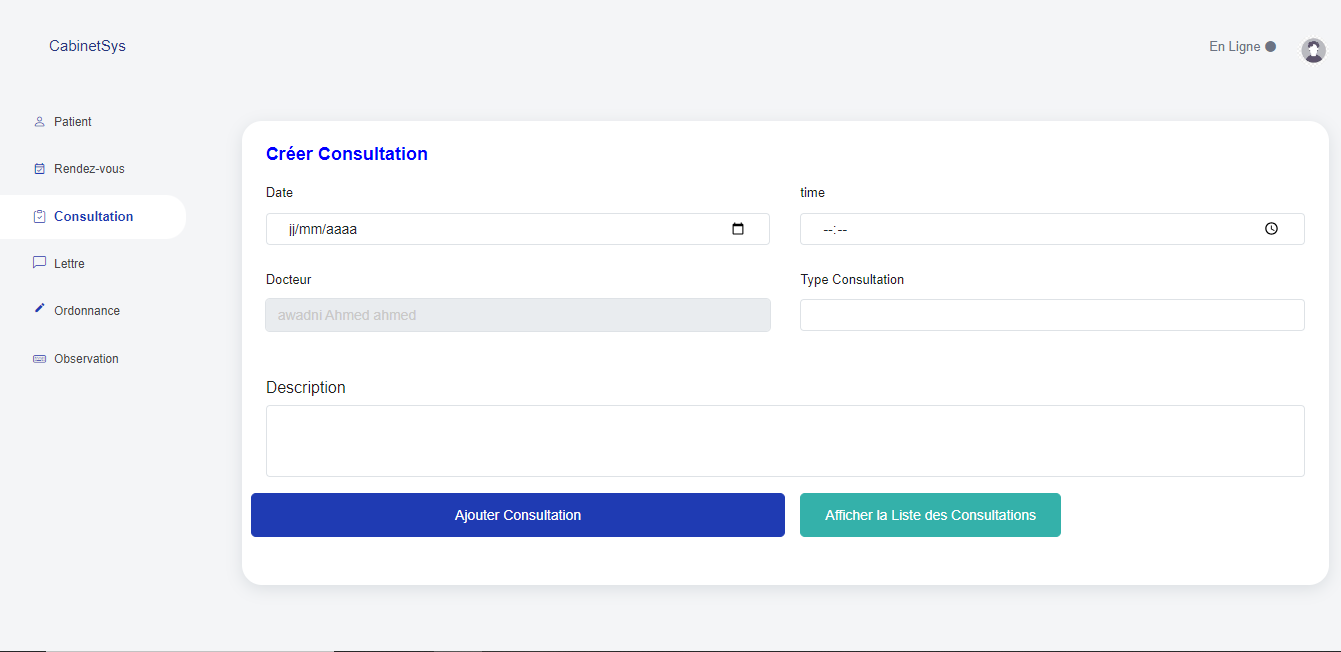 CabinetSys
En Ligne
Patient
Rendez-vous
Consultation
Lettre
Ordonnance
Observation
Créer Consultation
Date
time
jj/mm/aaaa
--:--
Docteur
Type Consultation
awadni Ahmed ahmed
Description
Ajouter Consultation
Afficher la Liste des Consultations